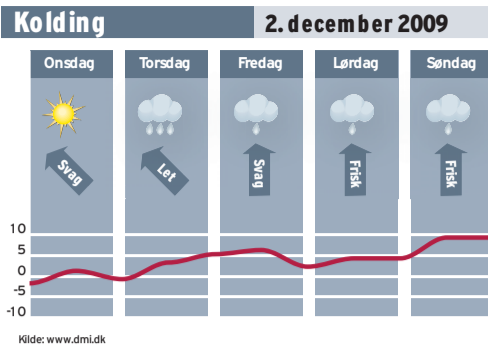 Kolding 2. december 2009
Onsdag Torsdag Fredag Lørdag Søndag
Svag Let Svag Frisk Frisk
10
5
0
-5
-10
Kilde: www.dmi.dk